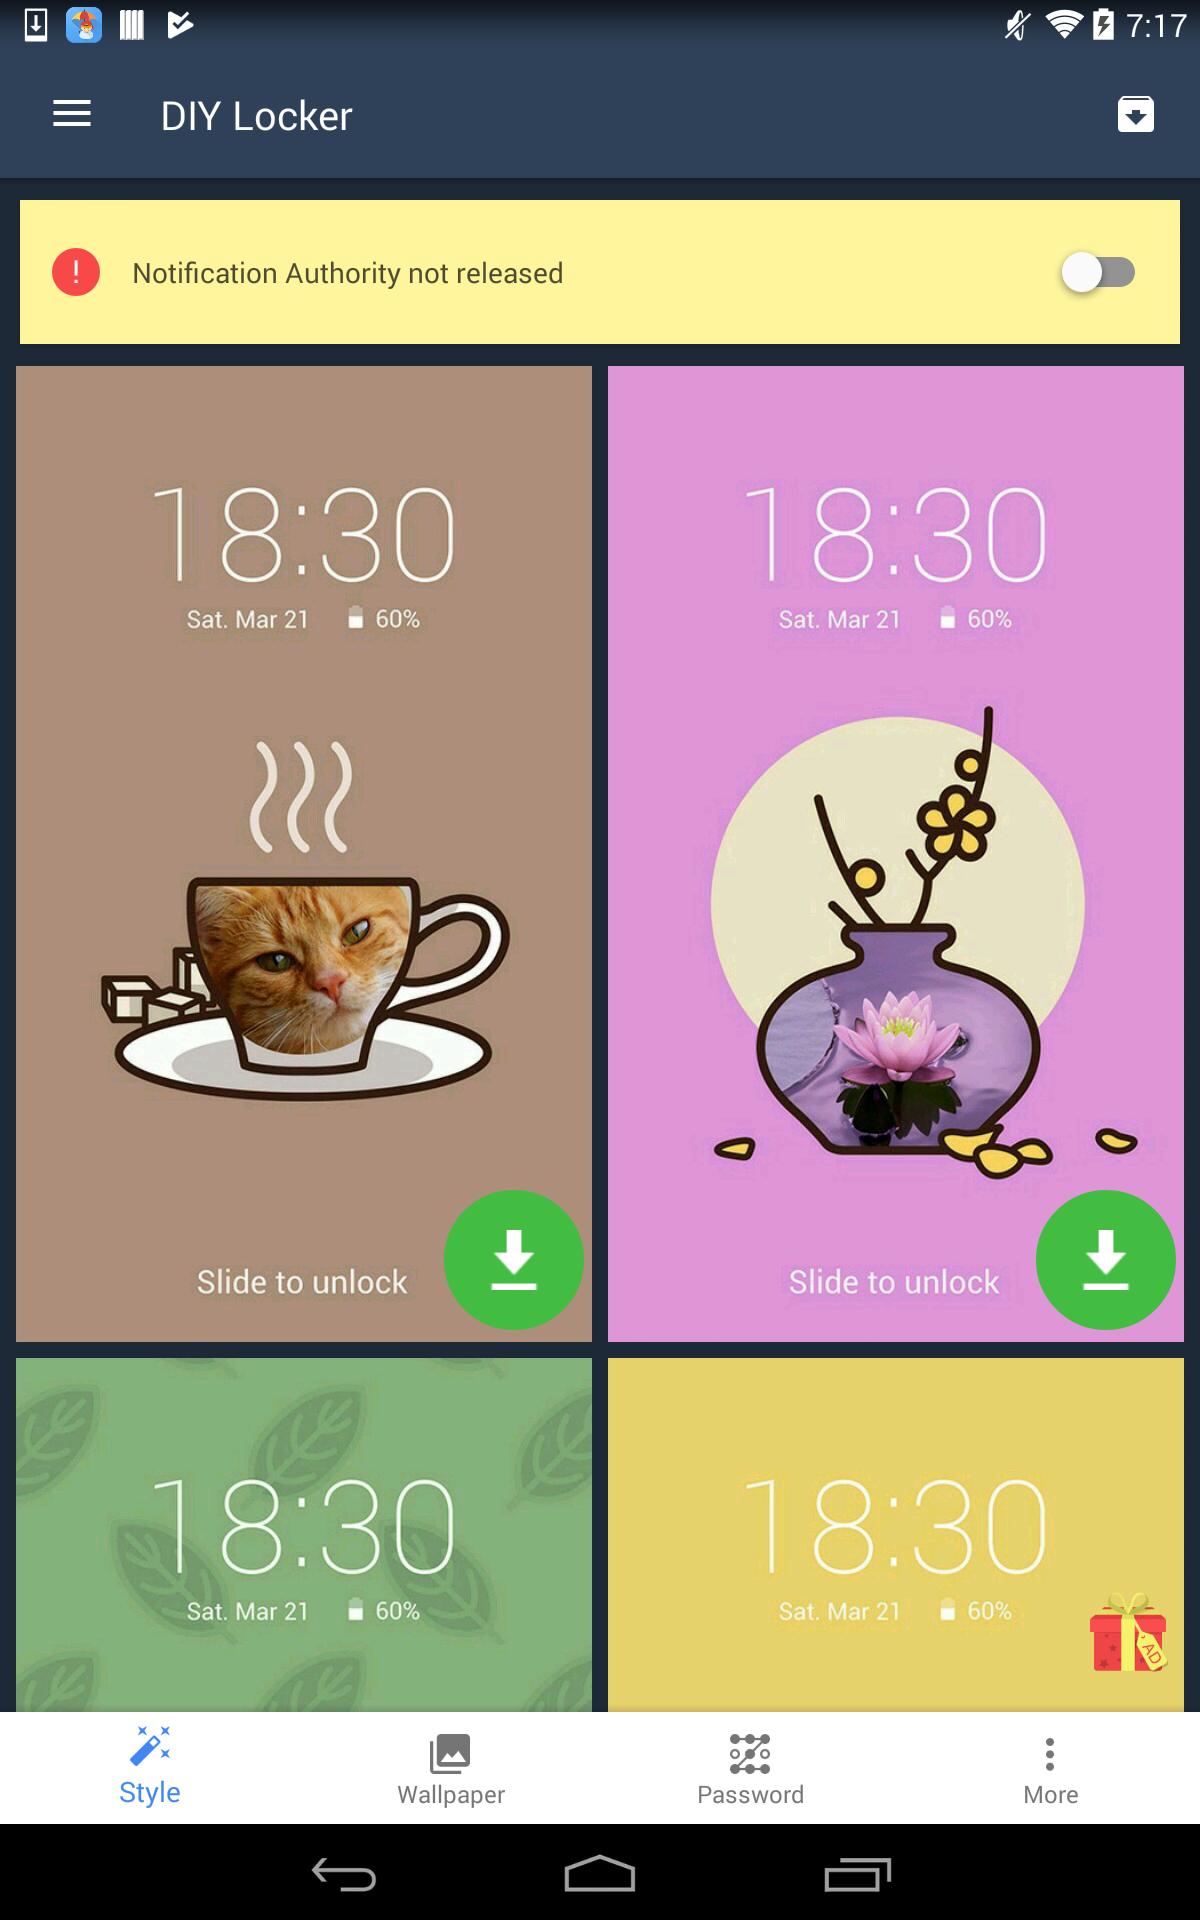 7:17
DIY Locker
! Notification Authority not released
18:30
Sat. Mar 21 60%
Slide to unlock
18:30
Sat. Mar 21 60%
Slide to unlock
18:30
Sat. Mar 21 60%
18:30
Sat. Mar 21 60%
AD
Style
Wallpaper
Password
More